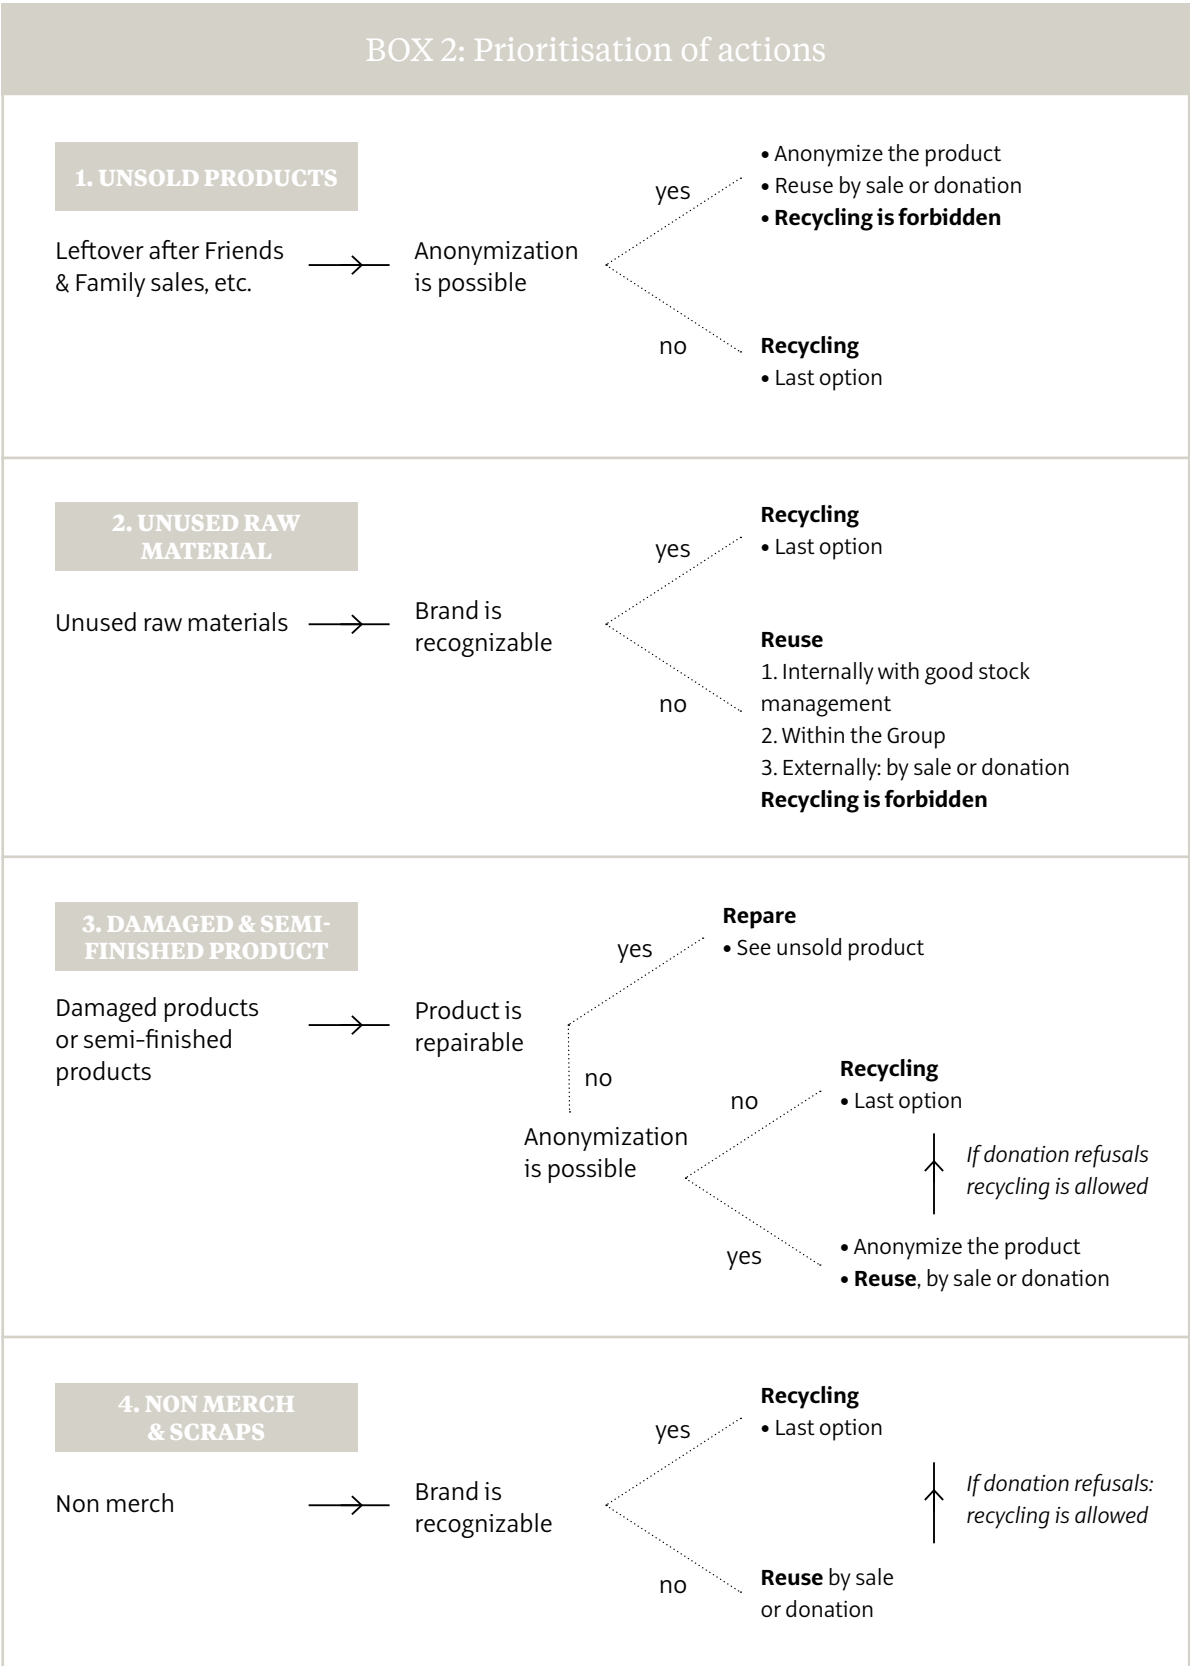 BOX 2: Prioritisation of actions
1. UNSOLD PRODUCTS
Leftover after Friends
& Family sales, etc.
Anonymization
is possible
yes
• Anonymize the product
• Reuse by sale or donation
• Recycling is forbidden
no
Recycling
• Last option
2. UNUSED RAW
MATERIAL
Unused raw materials
Brand is
recognizable
yes
Recycling
• Last option
no
Reuse
1. Internally with good stock
management
2. Within the Group
3. Externally: by sale or donation
Recycling is forbidden
3. DAMAGED & SEMI-
FINISHED PRODUCT
Damaged products
or semi-finished
products
Product is
repairable
yes
Repare
• See unsold product
no
Anonymization
is possible
no
Recycling
• Last option
If donation refusals
recycling is allowed
yes
• Anonymize the product
• Reuse, by sale or donation
4. NON MERCH
& SCRAPS
Non merch
Brand is
recognizable
yes
Recycling
• Last option
If donation refusals:
recycling is allowed
no
Reuse by sale
or donation